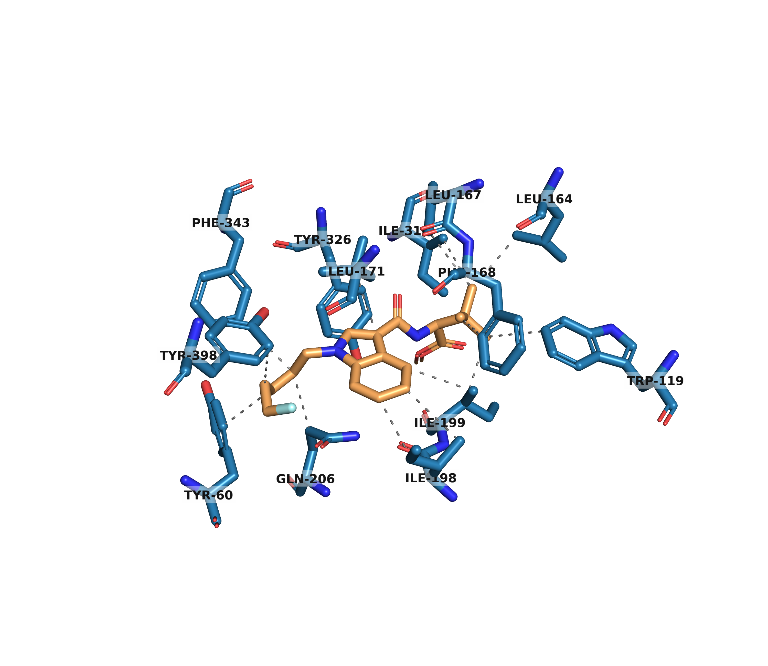 LEU-167
LEU-164
PHE-343
ILE-31
TYR-326
LEU-171
PHE-168
TYR-398
TRP-119
ILE-199
GLN-206
ILE-198
TYR-60